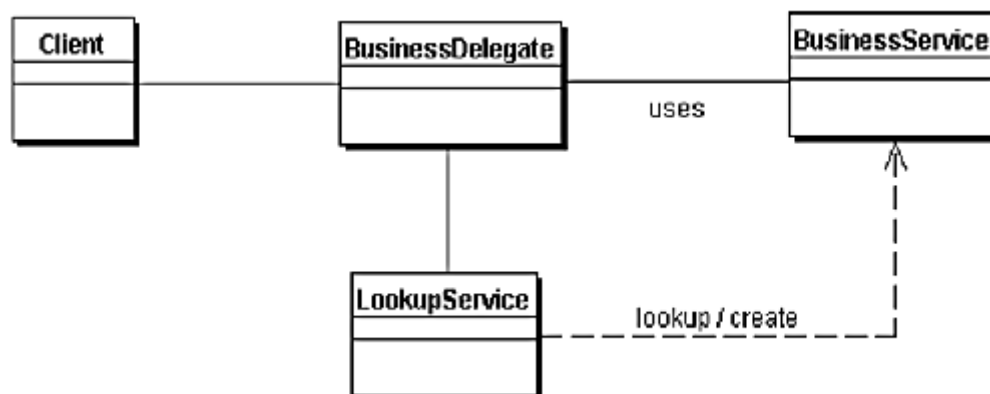 Client
BusinessDelegate
BusinessService
uses
LookupService
lookup / create